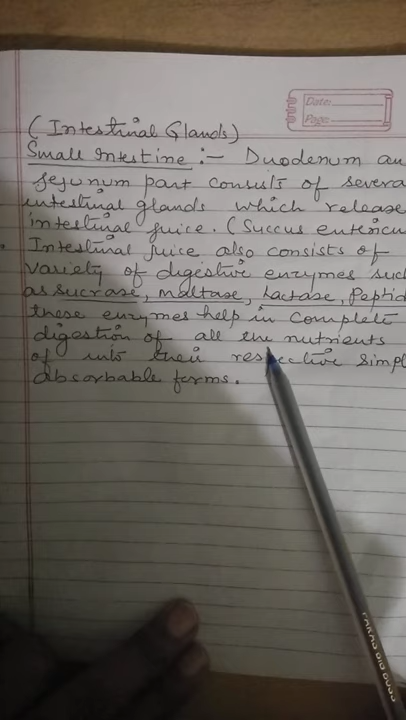 Date:
Page:
(Intestinal Glands)
Small intestine :- Duodenum an
jejunum part consists of severa
intestinal glands which release
intestinal juice. (Succus entericu
Intestinal juice also consists of
variety of digestive enzymes suc
as sucrase, maltase, Lactase, Peptid
these enzymes help in complete
digestion of all the nutrients
of into their respective simpl
absorbable forms.